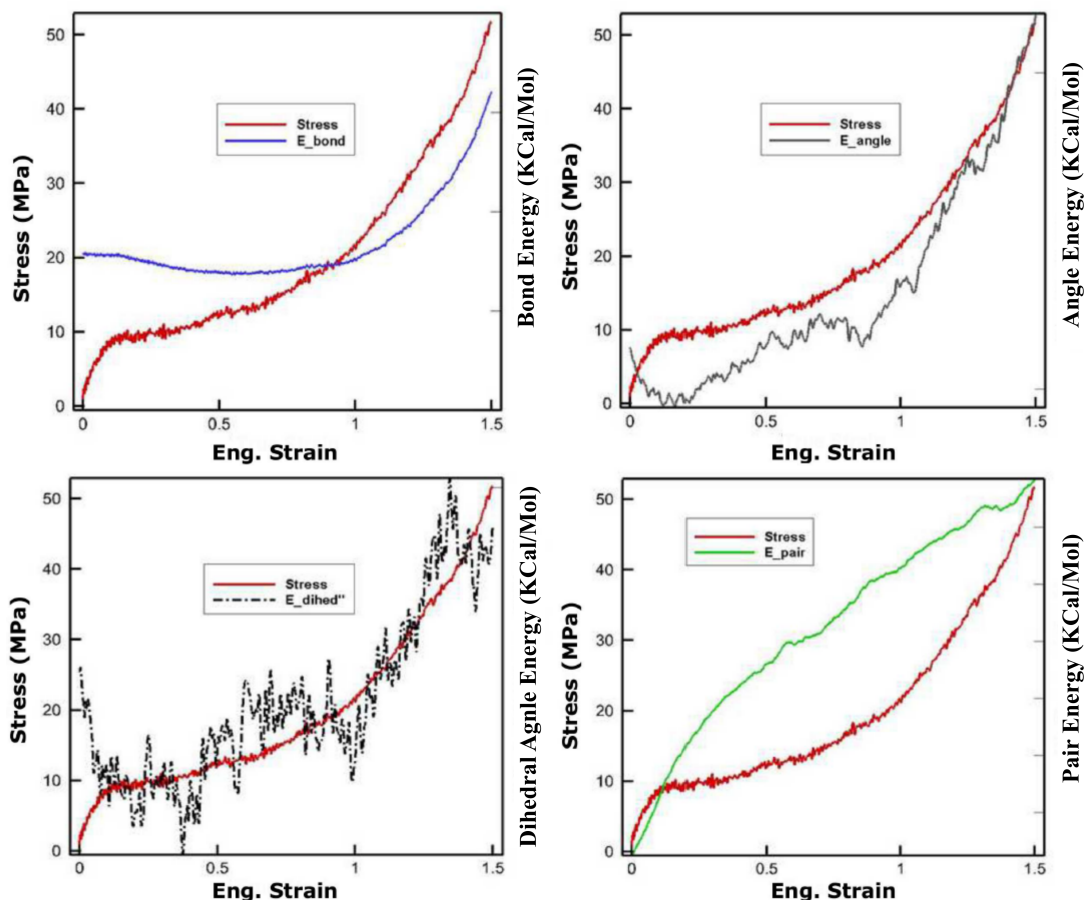 50
40
30
20
10
0
Stress (MPa)
Stress
E_bond
0
0.5
1
1.5
Eng. Strain
Bond Energy (KCal/Mol)
50
40
30
20
10
0
Stress (MPa)
Stress
E_angle
0
0.5
1
1.5
Eng. Strain
Angle Energy (KCal/Mol)
50
40
30
20
10
0
Stress (MPa)
Stress
E_dihed"
0
0.5
1
1.5
Eng. Strain
Dihedral Agnle Energy (KCal/Mol)
50
40
30
20
10
0
Stress (MPa)
Stress
E_pair
0
0.5
1
1.5
Eng. Strain
Pair Energy (KCal/Mol)